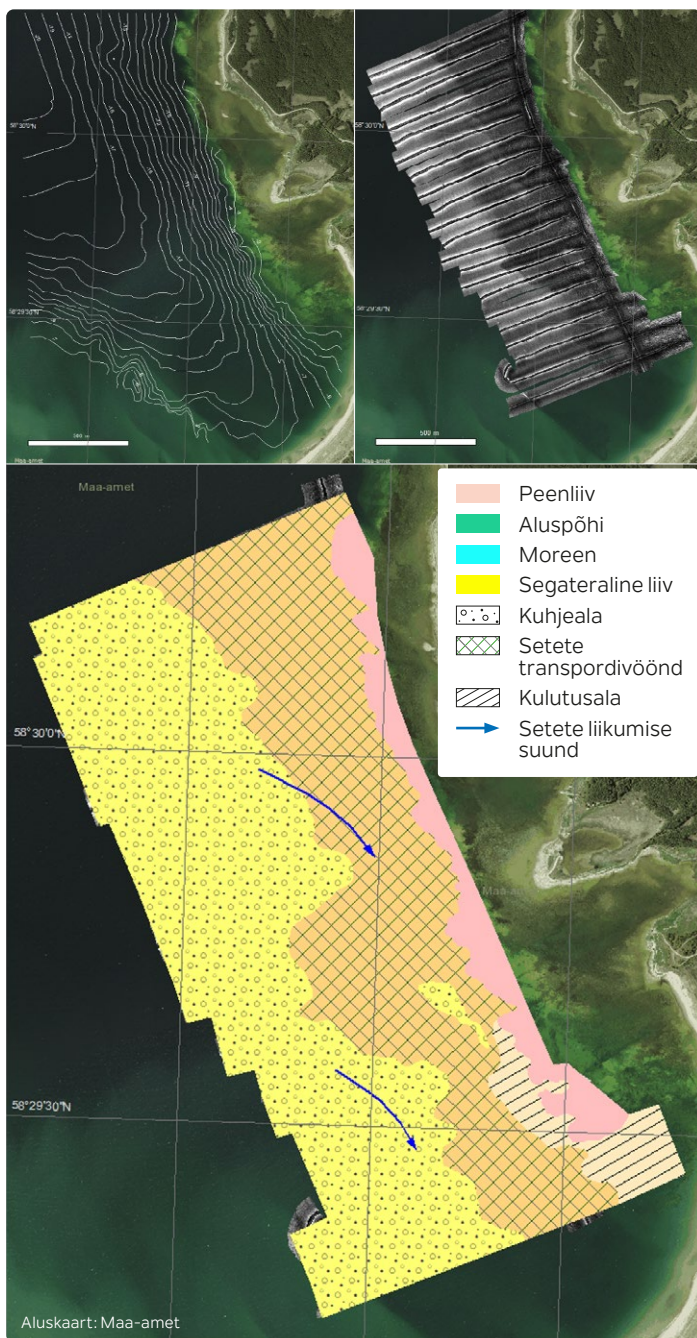 58°30'0"N
58°29'30"N
Maa-amet
58°30'0"N
58°29'30"N
500 m
Maa-amet
Maa-amet
Peenliiv
Aluspõhi
Moreen
Segateraline liiv
Kuhjeala
Setete
transpordivöönd
Kulutusala
Setete liikumise
suund
58°30'0"N
Maa-amet
58°29'30"N
Aluskaart: Maa-amet